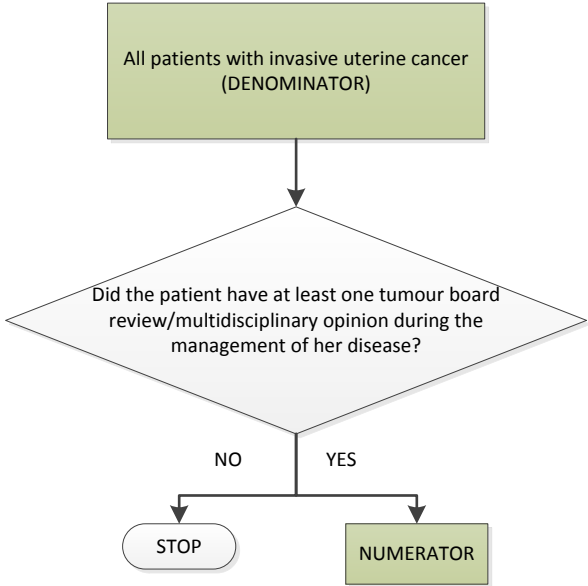 All patients with invasive uterine cancer
(DENOMINATOR)
Did the patient have at least one tumour board
review/multidisciplinary opinion during the
management of her disease?
NO
YES
STOP
NUMERATOR